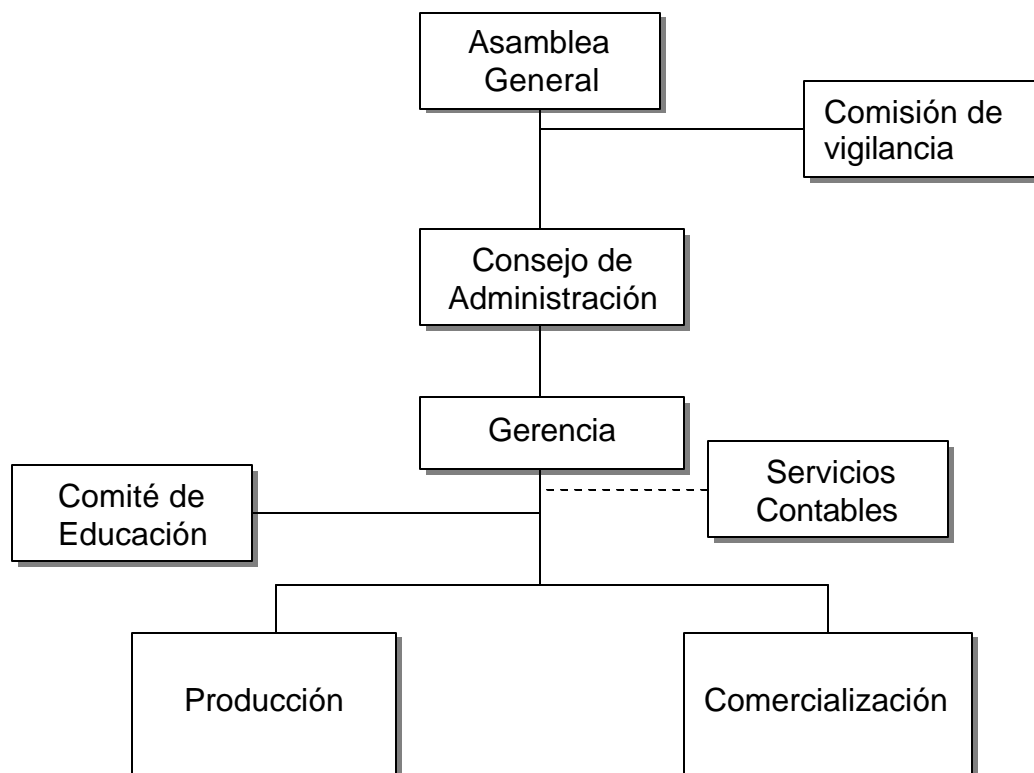 Asamblea
General
Comisión de
vigilancia
Consejo de
Administración
Gerencia
Servicios
Contables
Comité de
Educación
Producción
Comercialización